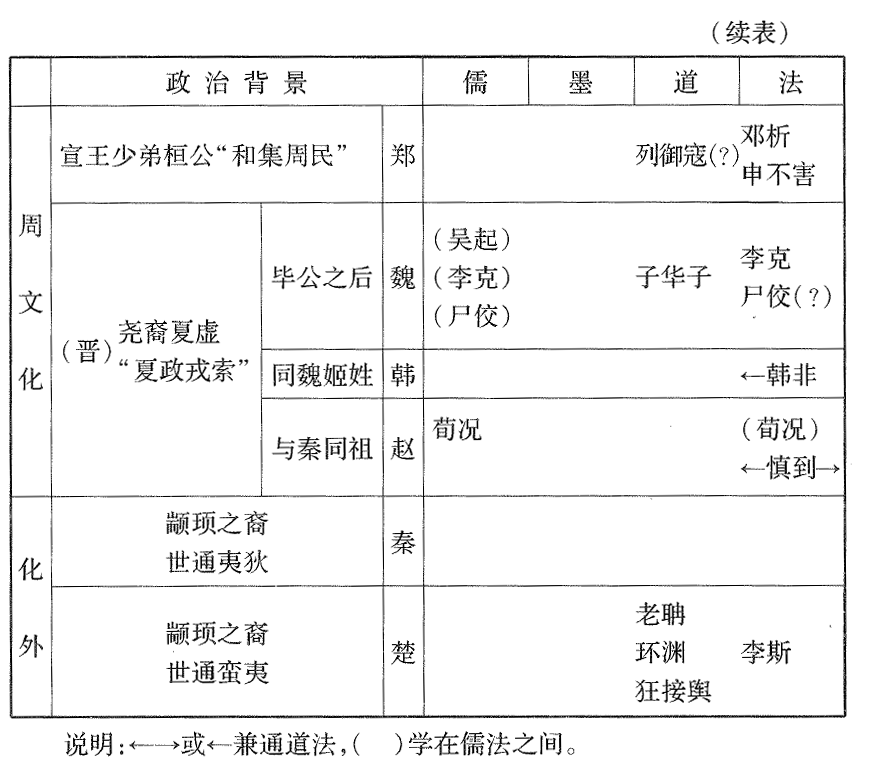 (续表)
政治背景 儒 墨 道 法
周文化
宣王少弟桓公“和集周民” 郑 列御寇(?) 邓析
申不害
(晋) 尧裔夏虚
“夏政戎索”
毕公之后 魏 (吴起)
(李克)
(尸佼)
子华子
李克
尸佼(?)
同魏姬姓 韩 ←韩非
与秦同祖 赵 荀况 (荀况)
←慎到→
化外
颛顼之裔
世通夷狄
秦
颛顼之裔
世通蛮夷
楚
老聃
环渊
狂接舆
李斯
说明:←→或←兼通道法,( )学在儒法之间。